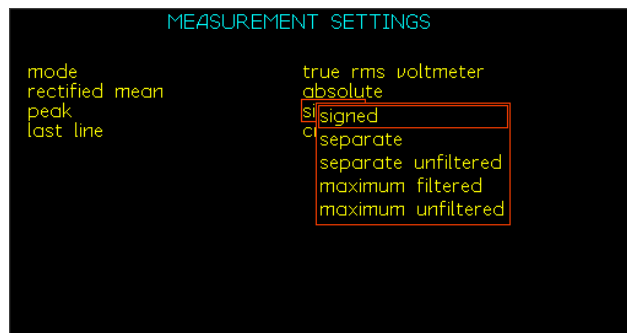 MEASUREMENT SETTINGS
mode true rms voltmeter
rectified mean absolute
peak
signed
last line
separate
separate unfiltered
maximum filtered
maximum unfiltered